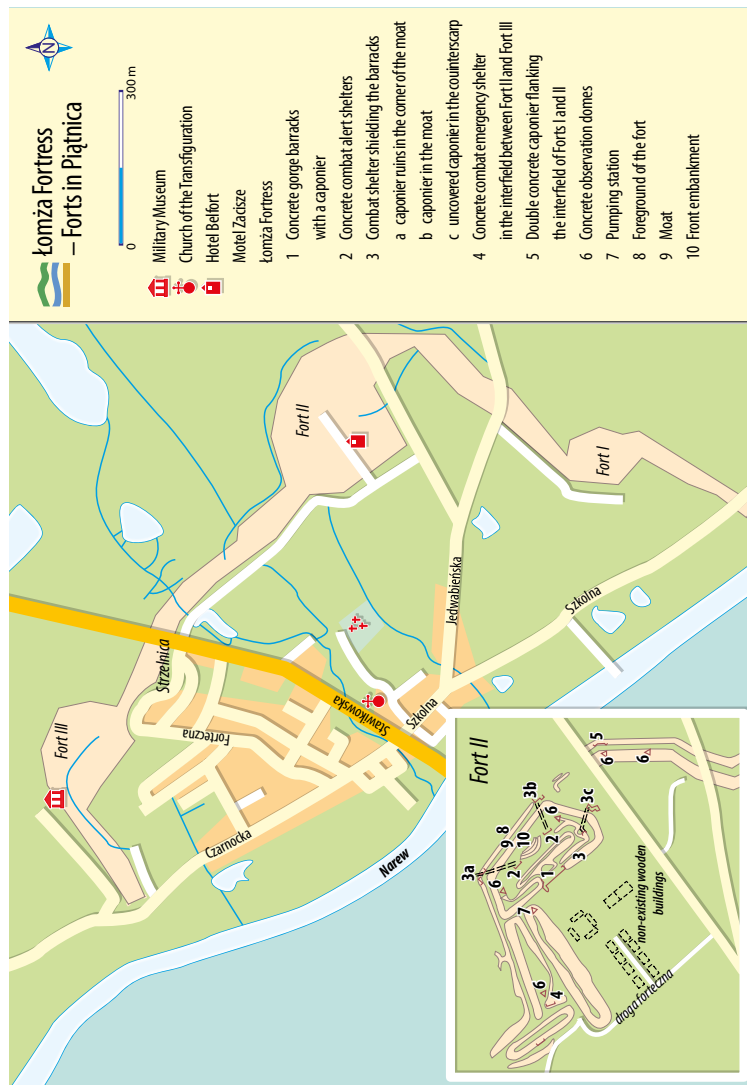 Łomża Fortress
– Forts in Piątnica
N
0
300 m
Military Museum
Church of the Transfiguration
Hotel Belfort
Motel Zacisze
Łomża Fortress
1 Concrete gorge barracks
with a caponier
2 Concrete combat alert shelters
3 Combat shelter shielding the barracks
a caponier ruins in the corner of the moat
b caponier in the moat
c uncovered caponier in the couinterscarp
4 Concrete combat emergency shelter
in the interfield between Fort II and Fort III
5 Double concrete caponier flanking
the interfield of Forts I and II
6 Concrete observation domes
7 Pumping station
8 Foreground of the fort
9 Moat
10 Front embankment
Fort III
Strzelnica
Fort II
Fort I
Forteczna
Czarnocka
Stawikowska
Szkolna
Jedwabieńska
Szkolna
Narew
Fort II
3a
6
2
9 8
10
3b
6
2
3c
3
1
7
6
4
5
6
6
non-existing wooden
buildings
droga forteczna